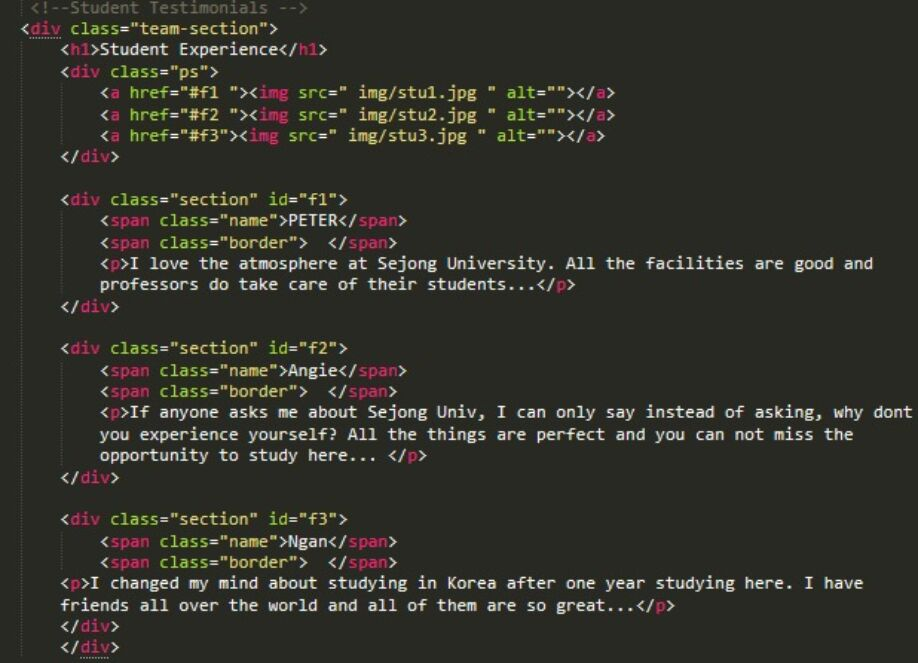 <!--Student Testimonials -->
<div class="team-section">
<h1>Student Experience</h1>
<div class="ps">
<a href="#f1 "><img src=" img/stu1.jpg " alt=""></a>
<a href="#f2 "><img src=" img/stu2.jpg " alt=""></a>
<a href="#f3"><img src=" img/stu3.jpg " alt=""></a>
</div>
<div class="section" id="f1">
<span class="name">PETER</span>
<span class="border">  </span>
<p>I love the atmosphere at Sejong University. All the facilities are good and
professors do take care of their students...</p>
</div>
<div class="section" id="f2">
<span class="name">Angie</span>
<span class="border">  </span>
<p>If anyone asks me about Sejong Univ, I can only say instead of asking, why dont
you experience yourself? All the things are perfect and you can not miss the
opportunity to study here... </p>
</div>
<div class="section" id="f3">
<span class="name">Ngan</span>
<span class="border">  </span>
<p>I changed my mind about studying in Korea after one year studying here. I have
friends all over the world and all of them are so great...</p>
</div>
</div>